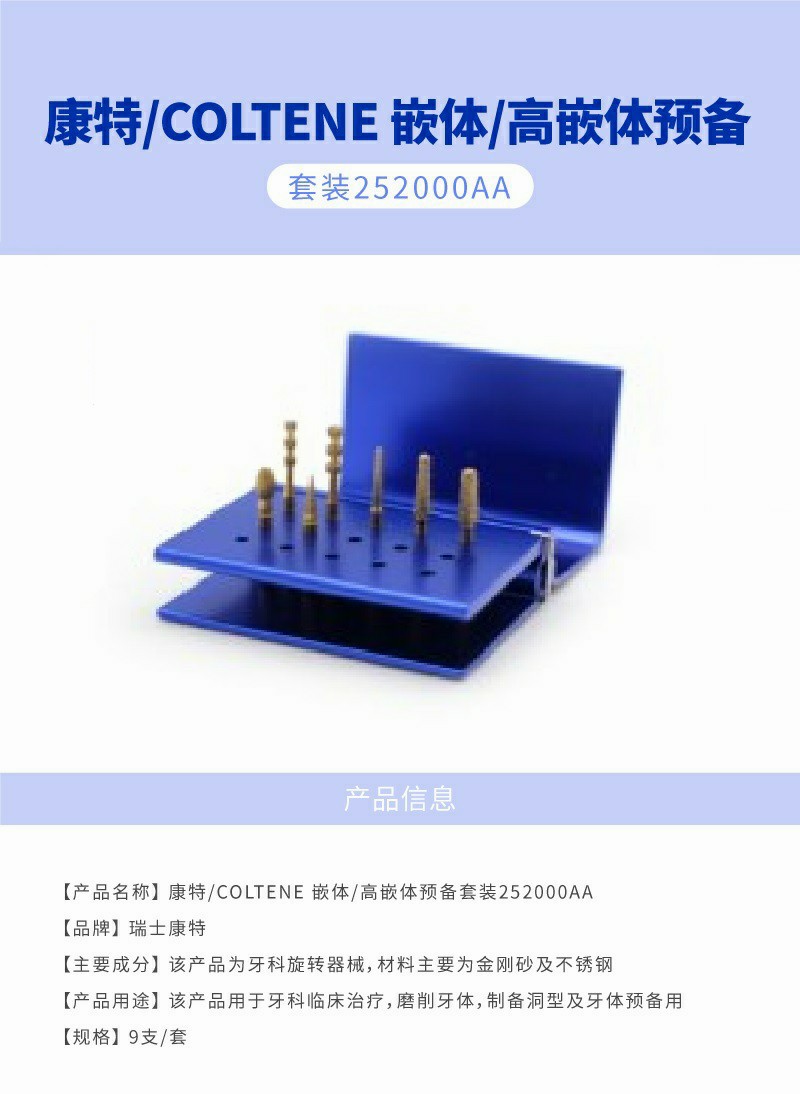 康特/COLTENE 嵌体/高嵌体预备
套装252000AA
产品信息
【产品名称】康特/COLTENE 嵌体/高嵌体预备套装252000AA
【品牌】瑞士康特
【主要成分】该产品为牙科旋转器械,材料主要为金刚砂及不锈钢
【产品用途】该产品用于牙科临床治疗,磨削牙体,制备洞型及牙体预备用
【规格】9支/套